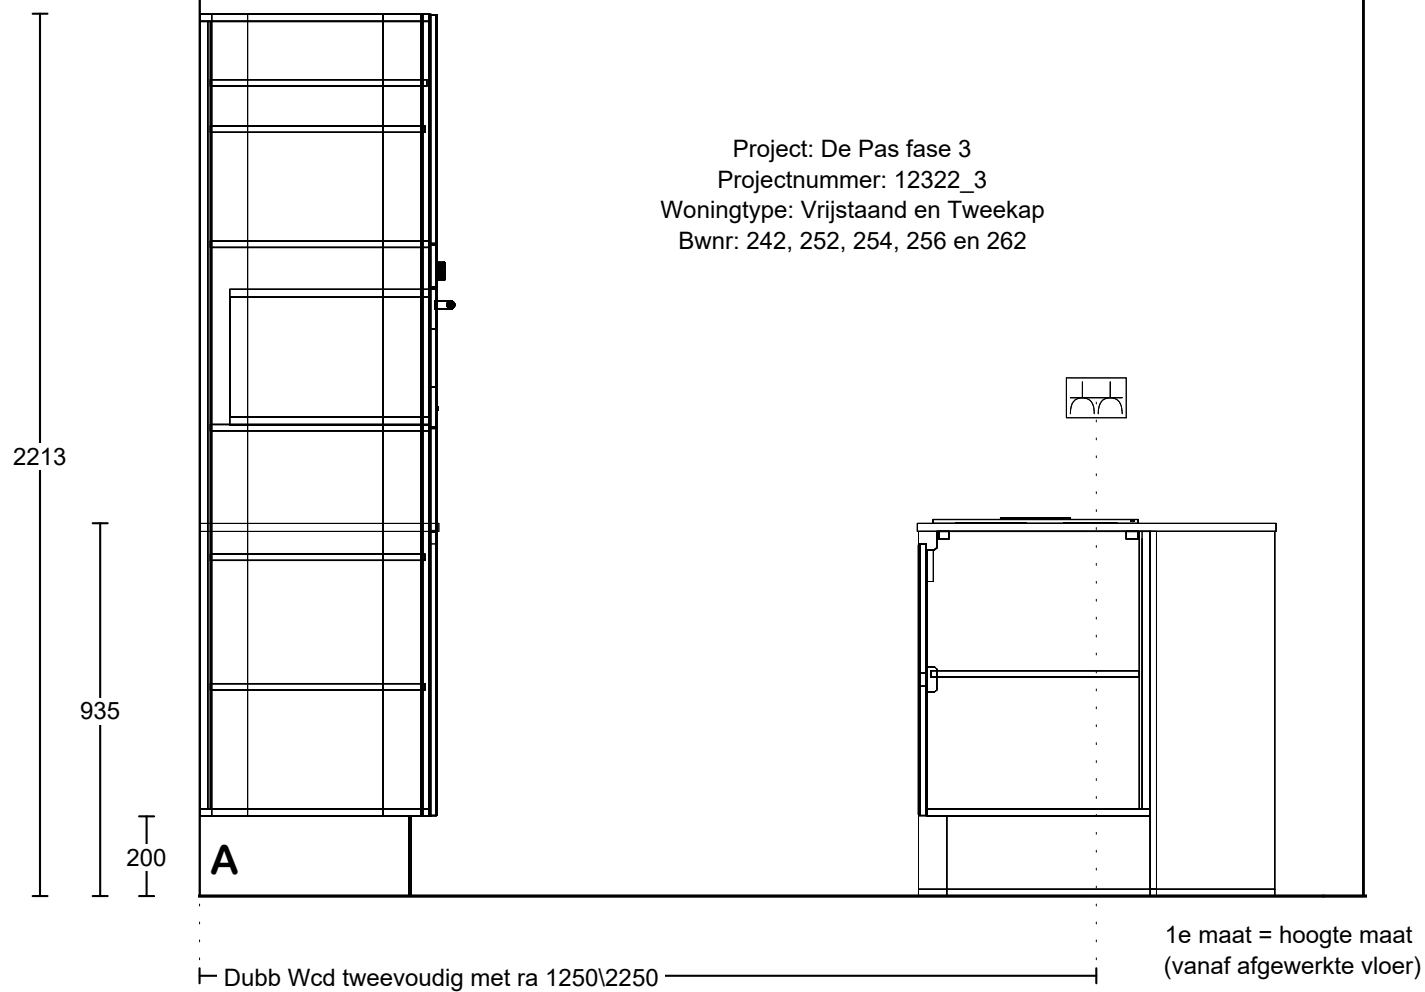 Project: De Pas fase 3
Projectnummer: 12322_3
Woningtype: Vrijstaand en Tweekap
Bwnr: 242, 252, 254, 256 en 262
2213
935
200
A
1e maat = hoogte maat
(vanaf afgewerkte vloer)
Dubb Wcd tweevoudig met ra 1250\2250